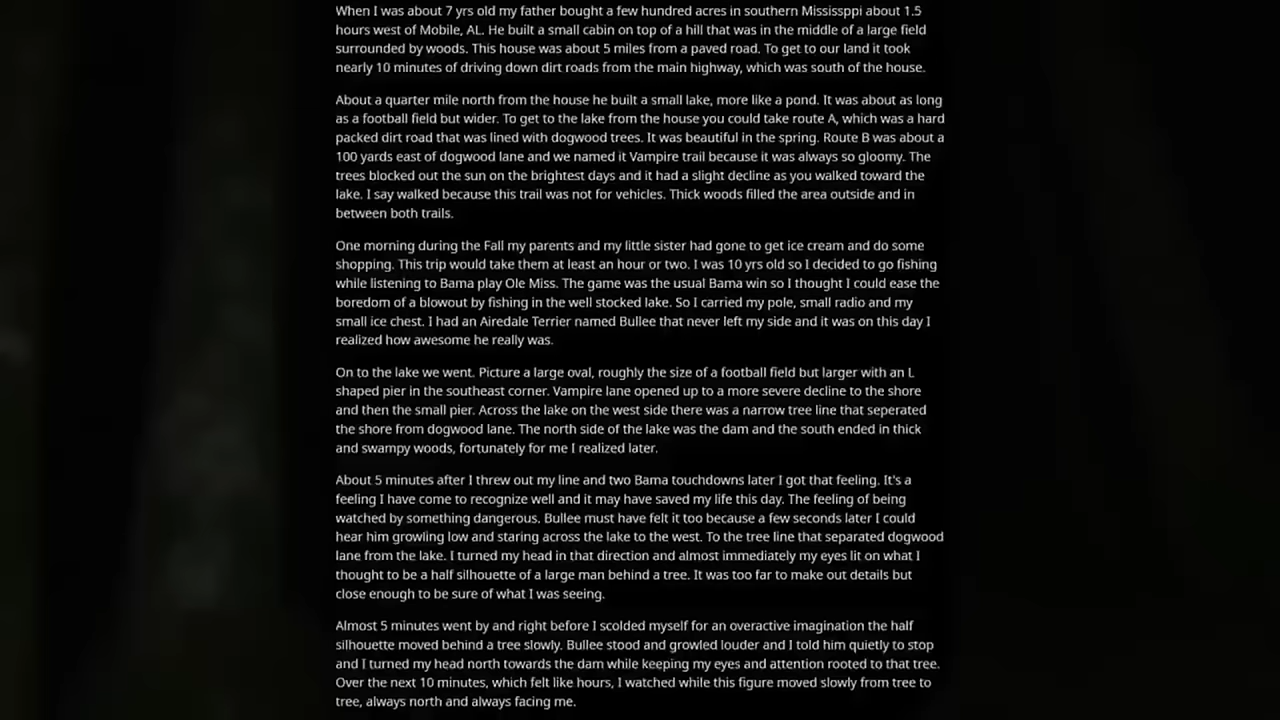 When I was about 7 yrs old my father bought a few hundred acres in southern Mississppi about 1.5
hours west of Mobile, AL. He built a small cabin on top of a hill that was in the middle of a large field
surrounded by woods. This house was about 5 miles from a paved road. To get to our land it took
nearly 10 minutes of driving down dirt roads from the main highway, which was south of the house.
About a quarter mile north from the house he built a small lake, more like a pond. It was about as long
as a football field but wider. To get to the lake from the house you could take route A, which was a hard
packed dirt road that was lined with dogwood trees. It was beautiful in the spring. Route B was about a
100 yards east of dogwood lane and we named it Vampire trail because it was always so gloomy. The
trees blocked out the sun on the brightest days and it had a slight decline as you walked toward the
lake. I say walked because this trail was not for vehicles. Thick woods filled the area outside and in
between both trails.
One morning during the Fall my parents and my little sister had gone to get ice cream and do some
shopping. This trip would take them at least an hour or two. I was 10 yrs old so I decided to go fishing
while listening to Bama play Ole Miss. The game was the usual Bama win so I thought I could ease the
boredom of a blowout by fishing in the well stocked lake. So I carried my pole, small radio and my
small ice chest. I had an Airedale Terrier named Bullee that never left my side and it was on this day I
realized how awesome he really was.
On to the lake we went. Picture a large oval, roughly the size of a football field but larger with an L
shaped pier in the southeast corner. Vampire lane opened up to a more severe decline to the shore
and then the small pier. Across the lake on the west side there was a narrow tree line that seperated
the shore from dogwood lane. The north side of the lake was the dam and the south ended in thick
and swampy woods, fortunately for me I realized later.
About 5 minutes after I threw out my line and two Bama touchdowns later I got that feeling. It's a
feeling I have come to recognize well and it may have saved my life this day. The feeling of being
watched by something dangerous. Bullee must have felt it too because a few seconds later I could
hear him growling low and staring across the lake to the west. To the tree line that separated dogwood
lane from the lake. I turned my head in that direction and almost immediately my eyes lit on what I
thought to be a half silhouette of a large man behind a tree. It was too far to make out details but
close enough to be sure of what I was seeing.
Almost 5 minutes went by and right before I scolded myself for an overactive imagination the half
silhouette moved behind a tree slowly. Bullee stood and growled louder and I told him quietly to stop
and I turned my head north towards the dam while keeping my eyes and attention rooted to that tree.
Over the next 10 minutes, which felt like hours, I watched while this figure moved slowly from tree to
tree, always north and always facing me.